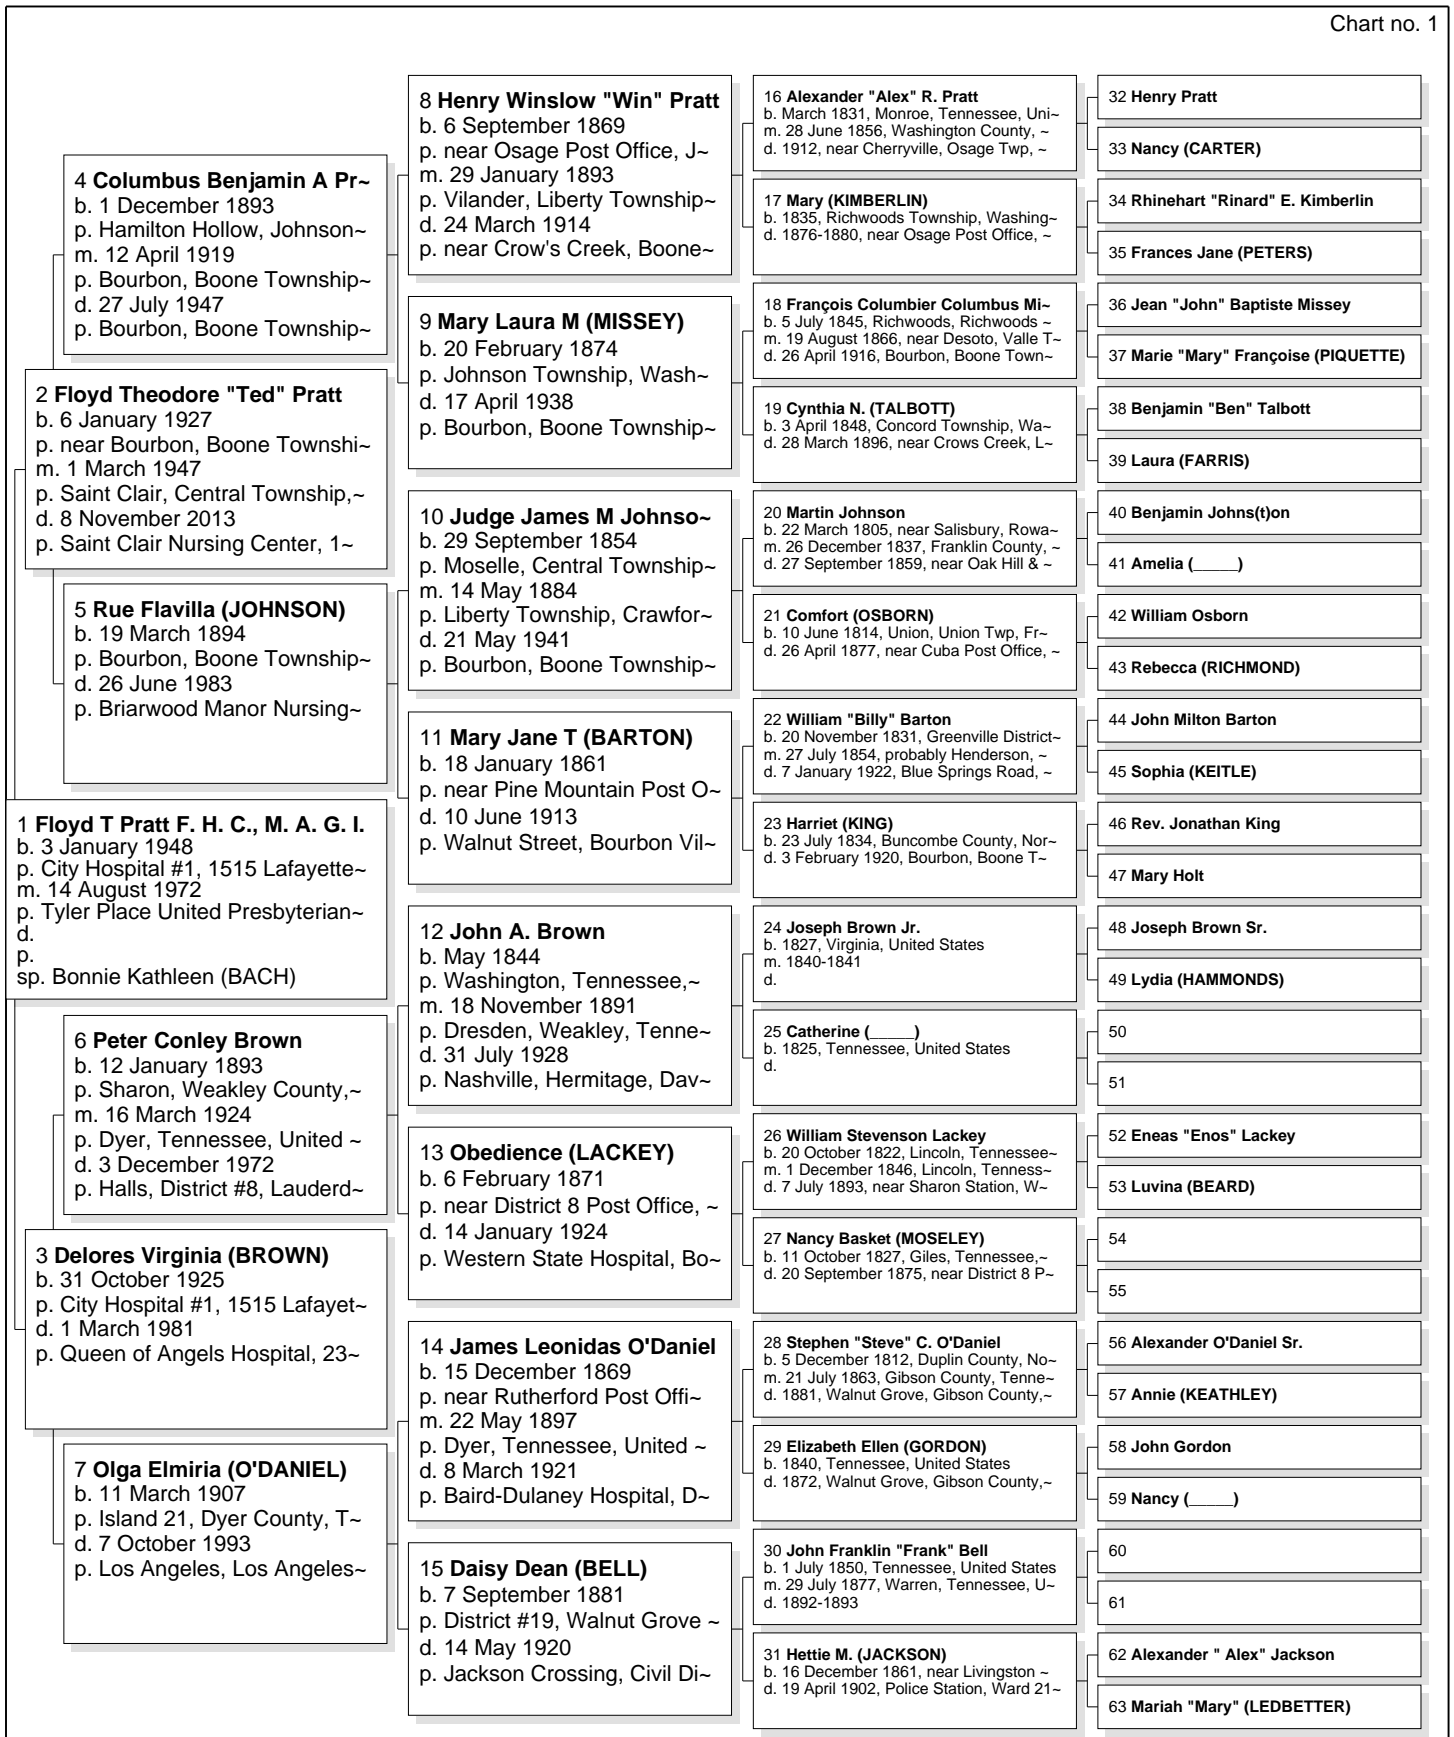 Chart no. 1
8 Henry Winslow "Win" Pratt
b. 6 September 1869
p. near Osage Post Office, J~
m. 29 January 1893
p. Vilander, Liberty Township~
d. 24 March 1914
p. near Crow's Creek, Boone~
16 Alexander "Alex" R. Pratt
b. March 1831, Monroe, Tennessee, Uni~
m. 28 June 1856, Washington County, ~
d. 1912, near Cherryville, Osage Twp, ~
32 Henry Pratt
33 Nancy (CARTER)
4 Columbus Benjamin A Pr~
b. 1 December 1893
p. Hamilton Hollow, Johnson~
m. 12 April 1919
p. Bourbon, Boone Township~
d. 27 July 1947
p. Bourbon, Boone Township~
17 Mary (KIMBERLIN)
b. 1835, Richwoods Township, Washing~
d. 1876-1880, near Osage Post Office, ~
34 Rhinehart "Rinard" E. Kimberlin
35 Frances Jane (PETERS)
9 Mary Laura M (MISSEY)
b. 20 February 1874
p. Johnson Township, Wash~
d. 17 April 1938
p. Bourbon, Boone Township~
18 François Columbier Columbus Mi~
b. 5 July 1845, Richwoods, Richwoods ~
m. 19 August 1866, near Desoto, Valle T~
d. 26 April 1916, Bourbon, Boone Town~
36 Jean "John" Baptiste Missey
37 Marie "Mary" Françoise (PIQUETTE)
2 Floyd Theodore "Ted" Pratt
b. 6 January 1927
p. near Bourbon, Boone Townshi~
m. 1 March 1947
p. Saint Clair, Central Township,~
d. 8 November 2013
p. Saint Clair Nursing Center, 1~
19 Cynthia N. (TALBOTT)
b. 3 April 1848, Concord Township, Wa~
d. 28 March 1896, near Crows Creek, L~
38 Benjamin "Ben" Talbott
39 Laura (FARRIS)
10 Judge James M Johnso~
b. 29 September 1854
p. Moselle, Central Township~
m. 14 May 1884
p. Liberty Township, Crawfor~
d. 21 May 1941
p. Bourbon, Boone Township~
20 Martin Johnson
b. 22 March 1805, near Salisbury, Rowa~
m. 26 December 1837, Franklin County, ~
d. 27 September 1859, near Oak Hill & ~
40 Benjamin Johns(t)on
41 Amelia (_____)
5 Rue Flavilla (JOHNSON)
b. 19 March 1894
p. Bourbon, Boone Township~
d. 26 June 1983
p. Briarwood Manor Nursing~
21 Comfort (OSBORN)
b. 10 June 1814, Union, Union Twp, Fr~
d. 26 April 1877, near Cuba Post Office, ~
42 William Osborn
43 Rebecca (RICHMOND)
11 Mary Jane T (BARTON)
b. 18 January 1861
p. near Pine Mountain Post O~
d. 10 June 1913
p. Walnut Street, Bourbon Vil~
22 William "Billy" Barton
b. 20 November 1831, Greenville District~
m. 27 July 1854, probably Henderson, ~
d. 7 January 1922, Blue Springs Road, ~
44 John Milton Barton
45 Sophia (KEITLE)
1 Floyd T Pratt F. H. C., M. A. G. I.
b. 3 January 1948
p. City Hospital #1, 1515 Lafayette~
m. 14 August 1972
p. Tyler Place United Presbyterian~
d.
p.
sp. Bonnie Kathleen (BACH)
23 Harriet (KING)
b. 23 July 1834, Buncombe County, Nor~
d. 3 February 1920, Bourbon, Boone T~
46 Rev. Jonathan King
47 Mary Holt
12 John A. Brown
b. May 1844
p. Washington, Tennessee,~
m. 18 November 1891
p. Dresden, Weakley, Tenne~
d. 31 July 1928
p. Nashville, Hermitage, Dav~
24 Joseph Brown Jr.
b. 1827, Virginia, United States
m. 1840-1841
d.
48 Joseph Brown Sr.
49 Lydia (HAMMONDS)
6 Peter Conley Brown
b. 12 January 1893
p. Sharon, Weakley County,~
m. 16 March 1924
p. Dyer, Tennessee, United ~
d. 3 December 1972
p. Halls, District #8, Lauderd~
25 Catherine (_____)
b. 1825, Tennessee, United States
d.
50
51
13 Obedience (LACKEY)
b. 6 February 1871
p. near District 8 Post Office, ~
d. 14 January 1924
p. Western State Hospital, Bo~
26 William Stevenson Lackey
b. 20 October 1822, Lincoln, Tennessee~
m. 1 December 1846, Lincoln, Tenness~
d. 7 July 1893, near Sharon Station, W~
52 Eneas "Enos" Lackey
53 Luvina (BEARD)
3 Delores Virginia (BROWN)
b. 31 October 1925
p. City Hospital #1, 1515 Lafayet~
d. 1 March 1981
p. Queen of Angels Hospital, 23~
27 Nancy Basket (MOSELEY)
b. 11 October 1827, Giles, Tennessee,~
d. 20 September 1875, near District 8 P~
54
55
14 James Leonidas O'Daniel
b. 15 December 1869
p. near Rutherford Post Offi~
m. 22 May 1897
p. Dyer, Tennessee, United ~
d. 8 March 1921
p. Baird-Dulaney Hospital, D~
28 Stephen "Steve" C. O'Daniel
b. 5 December 1812, Duplin County, No~
m. 21 July 1863, Gibson County, Tenne~
d. 1881, Walnut Grove, Gibson County,~
56 Alexander O'Daniel Sr.
57 Annie (KEATHLEY)
7 Olga Elmiria (O'DANIEL)
b. 11 March 1907
p. Island 21, Dyer County, T~
d. 7 October 1993
p. Los Angeles, Los Angeles~
29 Elizabeth Ellen (GORDON)
b. 1840, Tennessee, United States
d. 1872, Walnut Grove, Gibson County,~
58 John Gordon
59 Nancy (_____)
15 Daisy Dean (BELL)
b. 7 September 1881
p. District #19, Walnut Grove ~
d. 14 May 1920
p. Jackson Crossing, Civil Di~
30 John Franklin "Frank" Bell
b. 1 July 1850, Tennessee, United States
m. 29 July 1877, Warren, Tennessee, U~
d. 1892-1893
60
61
31 Hettie M. (JACKSON)
b. 16 December 1861, near Livingston ~
d. 19 April 1902, Police Station, Ward 21~
62 Alexander " Alex" Jackson
63 Mariah "Mary" (LEDBETTER)